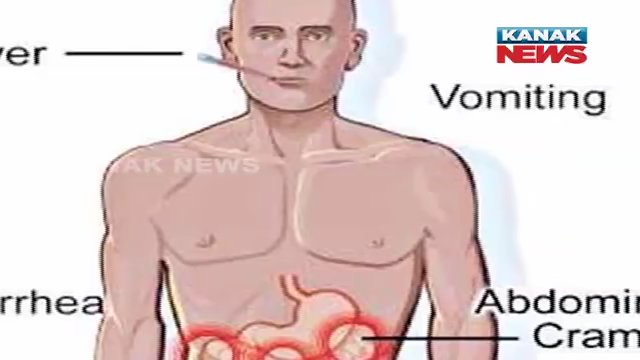 KANAK
NEWS
ver
Vomiting
AK NEWS
rrhea
Abdomin
Cram